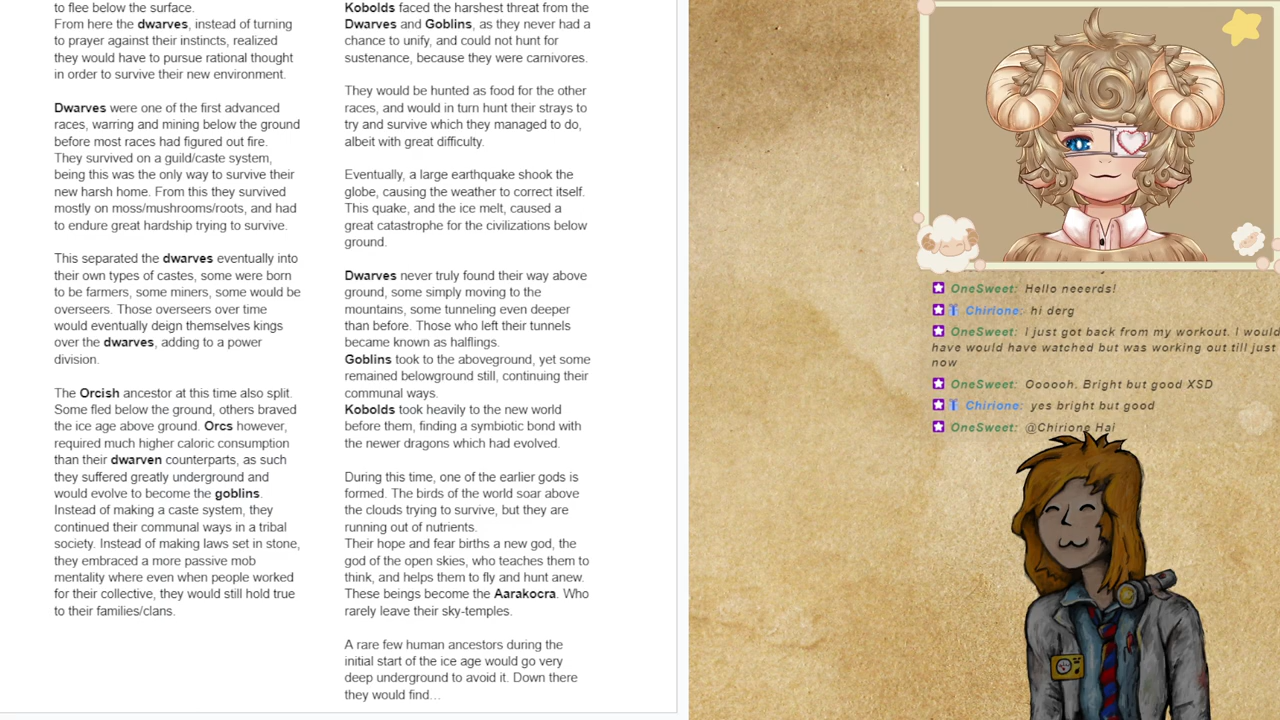 to flee below the surface.
From here the dwarves, instead of turning
to prayer against their instincts, realized
they would have to pursue rational thought
in order to survive their new environment.
Dwarves were one of the first advanced
races, warring and mining below the ground
before most races had figured out fire.
They survived on a guild/caste system,
being this was the only way to survive their
new harsh home. From this they survived
mostly on moss/mushrooms/roots, and had
to endure great hardship trying to survive.
This separated the dwarves eventually into
their own types of castes, some were born
to be farmers, some miners, some would be
overseers. Those overseers over time
would eventually deign themselves kings
over the dwarves, adding to a power
division.
The Orcish ancestor at this time also split.
Some fled below the ground, others braved
the ice age above ground. Orcs however,
required much higher caloric consumption
than their dwarven counterparts, as such
they suffered greatly underground and
would evolve to become the goblins.
Instead of making a caste system, they
continued their communal ways in a tribal
society. Instead of making laws set in stone,
they embraced a more passive mob
mentality where even when people worked
for their collective, they would still hold true
to their families/clans.
Kobolds faced the harshest threat from the
Dwarves and Goblins, as they never had a
chance to unify, and could not hunt for
sustenance, because they were carnivores.
They would be hunted as food for the other
races, and would in turn hunt their strays to
try and survive which they managed to do,
albeit with great difficulty.
Eventually, a large earthquake shook the
globe, causing the weather to correct itself.
This quake, and the ice melt, caused a
great catastrophe for the civilizations below
ground.
Dwarves never truly found their way above
ground, some simply moving to the
mountains, some tunneling even deeper
than before. Those who left their tunnels
became known as halflings.
Goblins took to the aboveground, yet some
remained belowground still, continuing their
communal ways.
Kobolds took heavily to the new world
before them, finding a symbiotic bond with
the newer dragons which had evolved.
During this time, one of the earlier gods is
formed. The birds of the world soar above
the clouds trying to survive, but they are
running out of nutrients.
Their hope and fear births a new god, the
god of the open skies, who teaches them to
think, and helps them to fly and hunt anew.
These beings become the Aarakocra. Who
rarely leave their sky-temples.
A rare few human ancestors during the
initial start of the ice age would go very
deep underground to avoid it. Down there
they would find…
OneSweet: Hello neeerds!
Chirione: hi derg
OneSweet: I just got back from my workout. I would
have would have watched but was working out till just
now
OneSweet: Oooooh. Bright but good XSD
Chirione: yes bright but good
OneSweet: @Chirione Hai